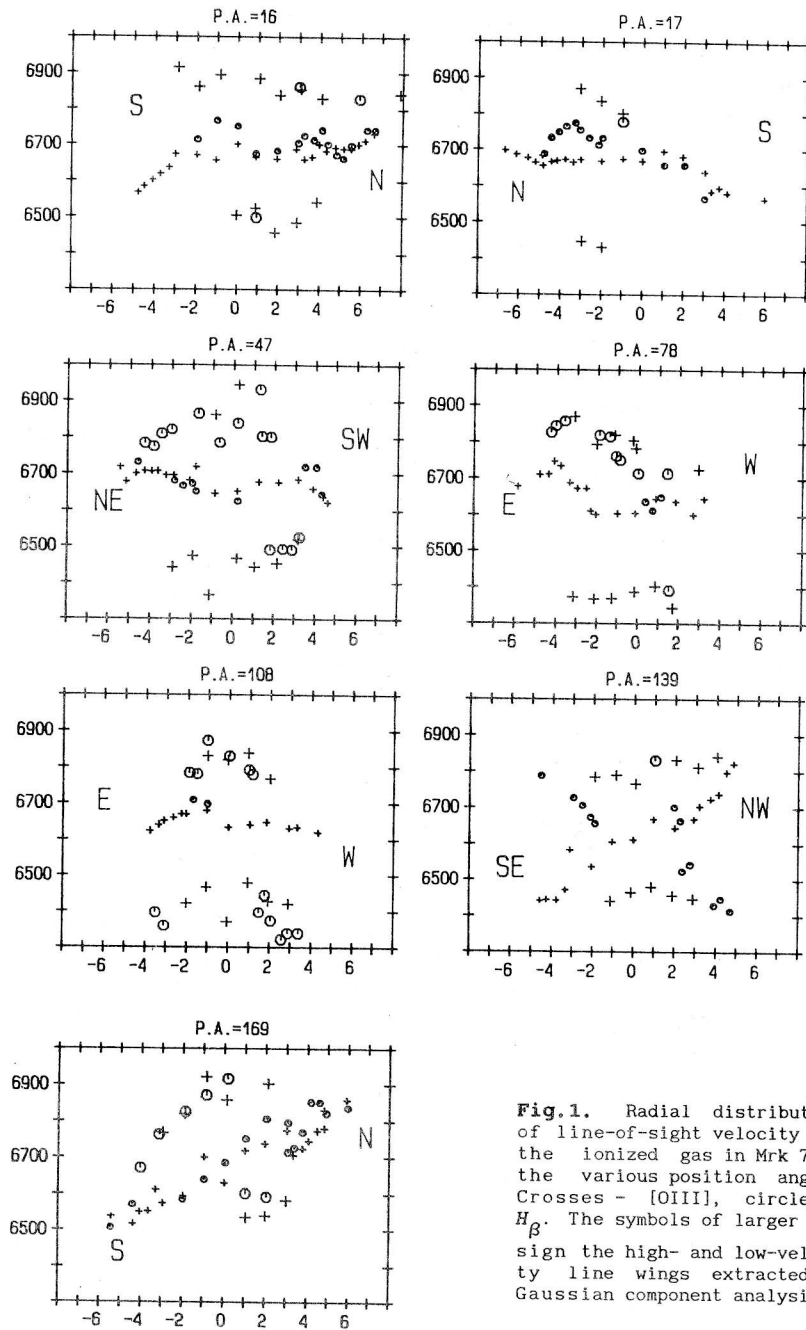 P.A.=16
6900
6700
6500
S
N
-6 -4 -2 0 2 4 6
P.A.=17
6900
6700
6500
S
N
-6 -4 -2 0 2 4 6
P.A.=47
6900
6700
6500
SW
NE
-6 -4 -2 0 2 4 6
P.A.=78
6900
6700
6500
W
E
-6 -4 -2 0 2 4 6
P.A.=108
6900
6700
6500
E
W
-6 -4 -2 0 2 4 6
P.A.=139
6900
6700
6500
NW
SE
-6 -4 -2 0 2 4 6
P.A.=169
6900
6700
6500
N
S
-6 -4 -2 0 2 4 6
Fig.1. Radial distribut
of line-of-sight velocity
the ionized gas in Mrk 7
the various position ang
Crosses - [OIII], circle
Hβ. The symbols of larger
sign the high- and low-vel
ty line wings extracted
Gaussian component analysi